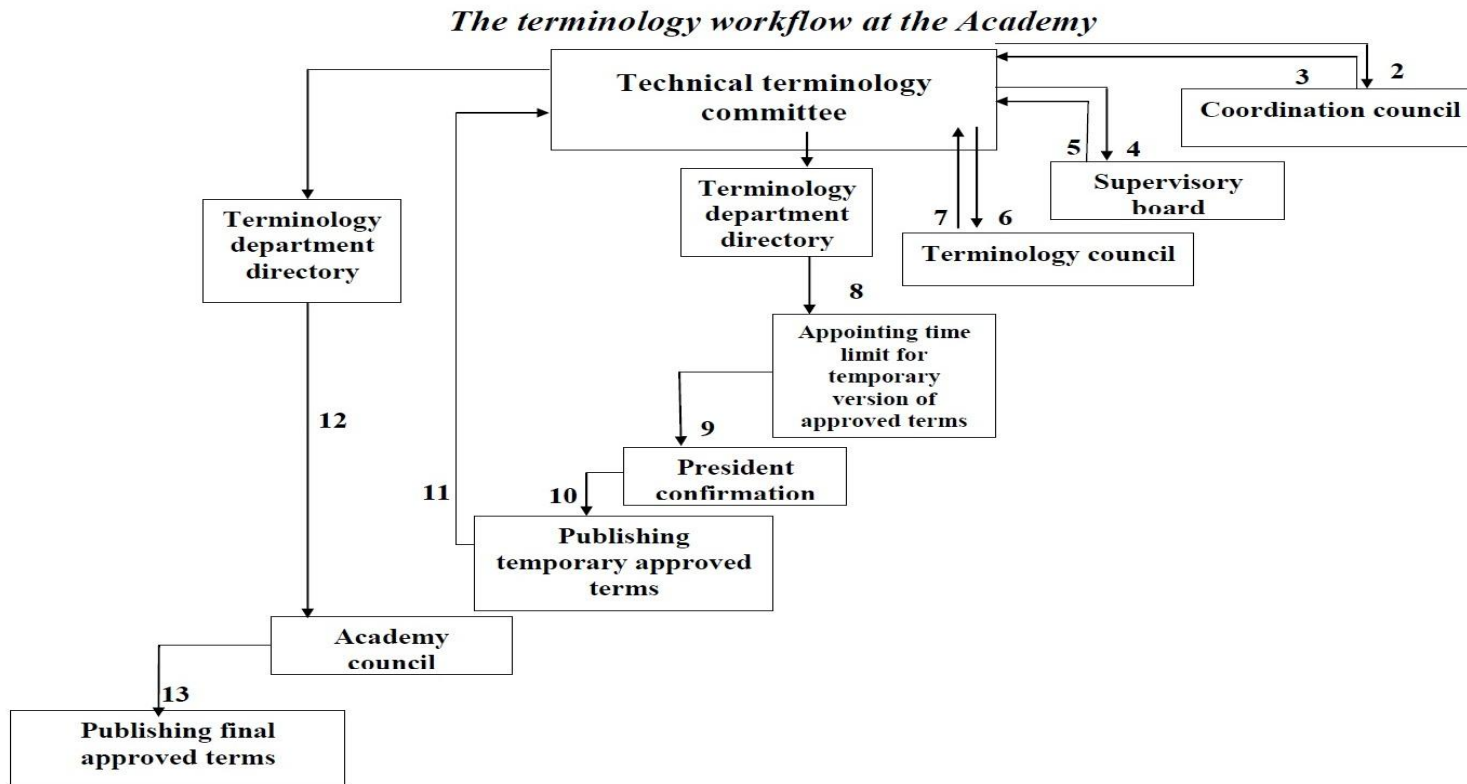 The terminology workflow at the Academy
Technical terminology
committee
3
2
Coordination council
5
4
Supervisory
board
7
6
Terminology council
Terminology
department
directory
Terminology
department
directory
8
Appointing time
limit for
temporary
version of
approved terms
9
President
confirmation
10
11
Publishing
temporary approved
terms
12
Academy
council
13
Publishing final
approved terms